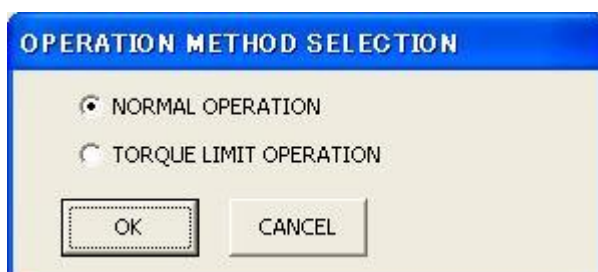 OPERATION METHOD SELECTION
NORMAL OPERATION
TORQUE LIMIT OPERATION
OK CANCEL